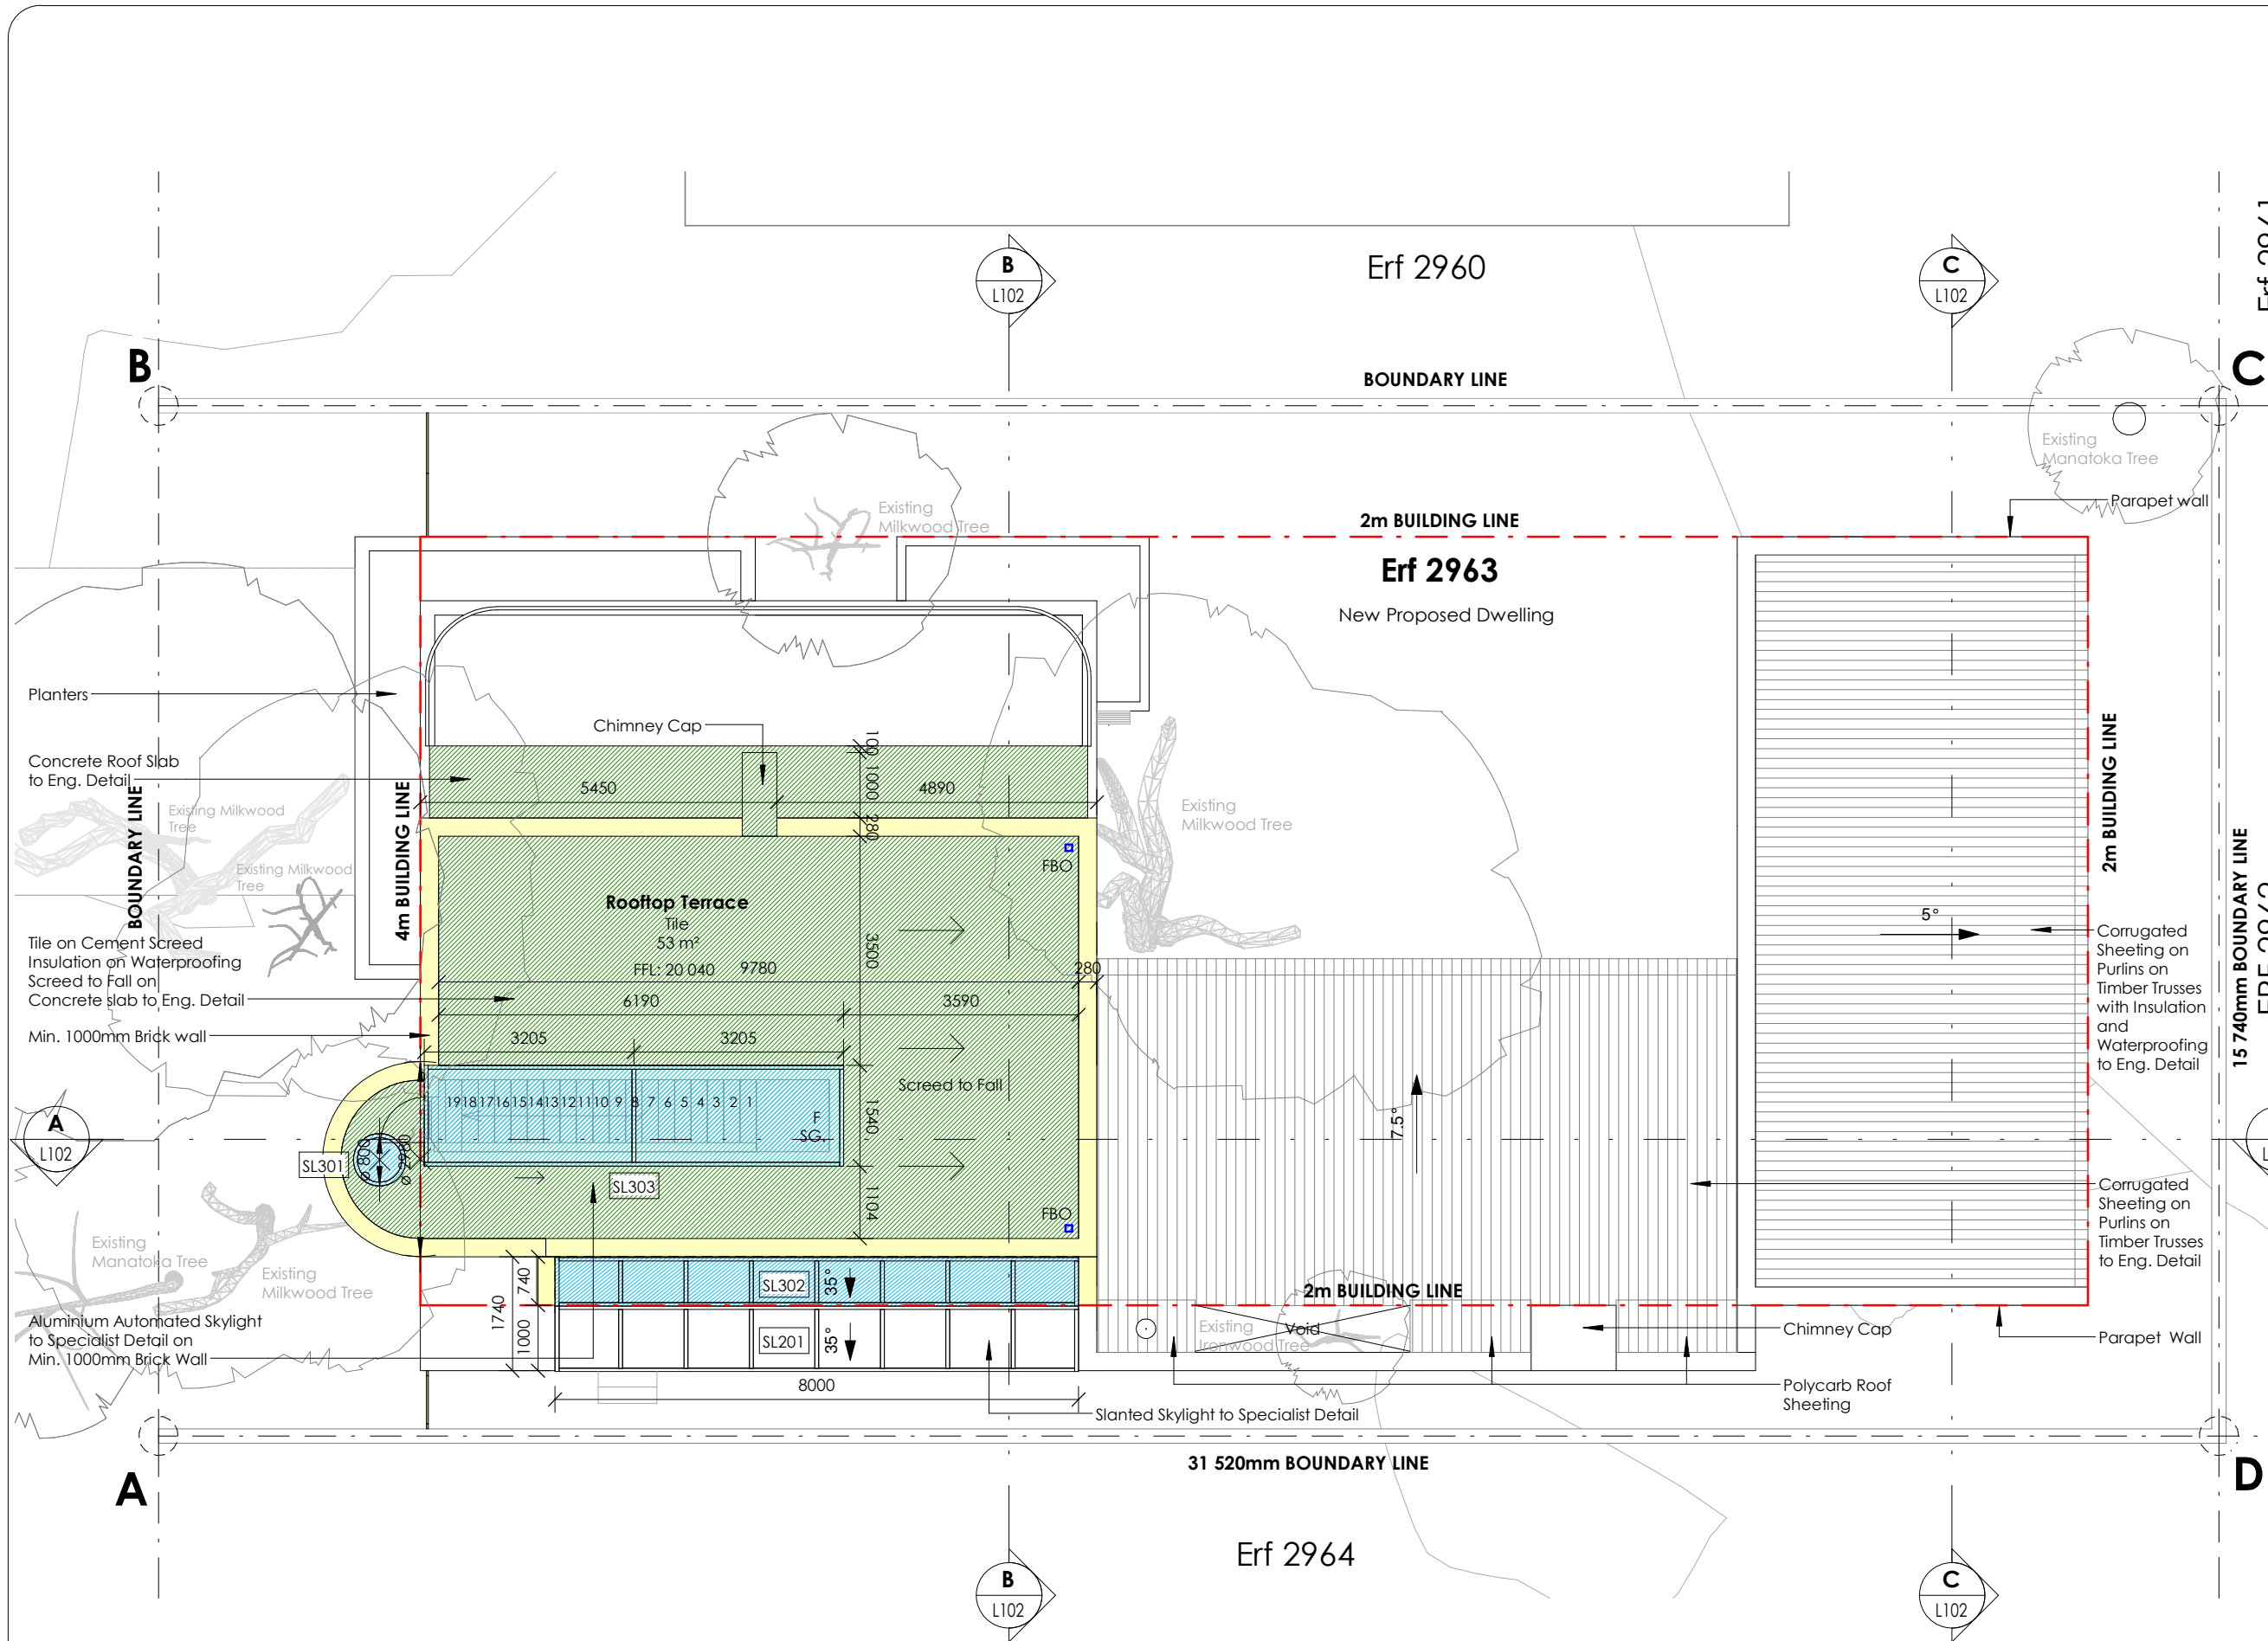 B
L102
Erf 2960
C
L102
B
BOUNDARY LINE
C
Existing
Manatoka Tree
Parapet wall
Existing
Milkwood Tree
2m BUILDING LINE
Erf 2963
New Proposed Dwelling
Planters
Chimney Cap
Concrete Roof Slab
to Eng. Detail
BOUNDARY LINE
4m BUILDING LINE
Existing Milkwood
Tree
Existing Milkwood
Tree
100
1000
280
5450
4890
Existing
Milkwood Tree
2m BUILDING LINE
15 740mm BOUNDARY LINE
FBO
Rooftop Terrace
Tile
53 m²
FFL: 20 040
9780
280
3500
6190
3590
3205
3205
5°
Tile on Cement Screed
Insulation on Waterproofing
Screed to Fall on
Concrete slab to Eng. Detail
Min. 1000mm Brick wall
Corrugated
Sheeting on
Purlins on
Timber Trusses
with Insulation
and
Waterproofing
to Eng. Detail
Screed to Fall
19 18 17 16 15 14 13 12 11 10 9 8 7 6 5 4 3 2 1
F
SG.
1540
7.5°
A
L102
SL301
ø 800
SL303
1104
FBO
Corrugated
Sheeting on
Purlins on
Timber Trusses
to Eng. Detail
Existing
Manatoka Tree
Existing
Milkwood Tree
740
1740
1000
SL302
35°
2m BUILDING LINE
SL201
35°
Existing
Ironwood Tree
Void
Chimney Cap
Parapet Wall
Aluminium Automated Skylight
to Specialist Detail on
Min. 1000mm Brick Wall
8000
Polycarb Roof
Sheeting
Slanted Skylight to Specialist Detail
A
31 520mm BOUNDARY LINE
D
Erf 2964
B
L102
C
L102